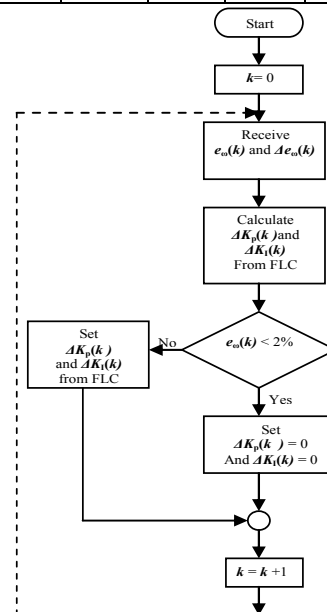 Start
k= 0
Receive
eω(k) and Δeω(k)
Calculate
ΔKp(k )and
ΔKI(k)
From FLC
eω(k) < 2%
No
Set
ΔKp(k )
and ΔKI(k)
from FLC
Yes
Set
ΔKp(k ) = 0
And ΔKI(k) = 0
k = k +1